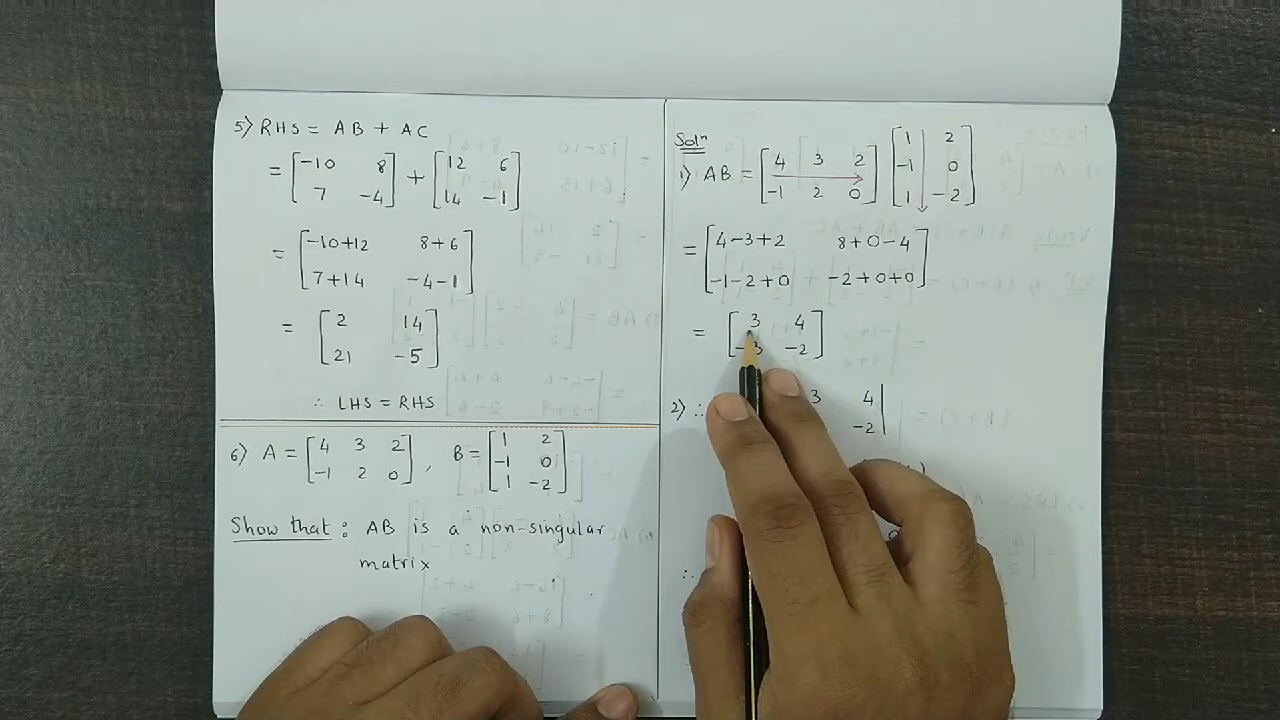 5) RHS = AB + AC
= [-10 8
7 -4] + [12 6
14 -1]
= [-10+12 8+6
7+14 -4-1]
= [2 14
21 -5]
∴ LHS = RHS
6) A = [4 3 2
-1 2 0], B = [1 2
-1 0
1 -2]
Show that : AB is a non-singular
matrix
Solⁿ
1) AB = [4 3 2
-1 2 0] [1 2
-1 0
1 -2]
= [4-3+2 8+0-4
-1-2+0 -2+0+0]
= [3 4
-3 -2]
2) ∴ 3 4
-2|
∴